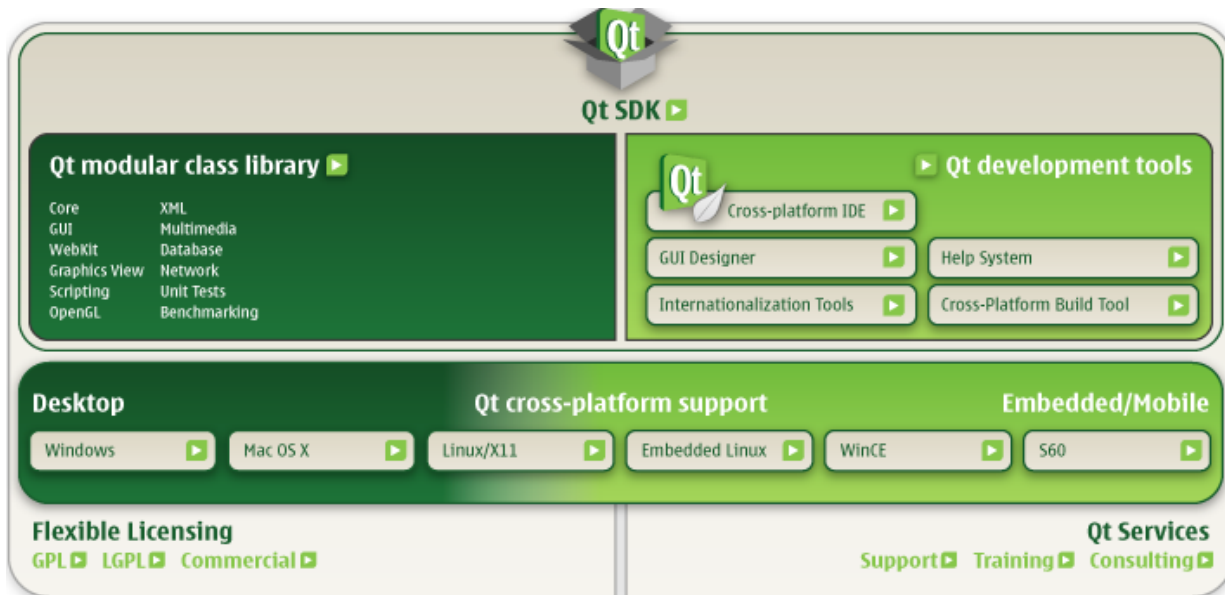 Qt
Qt SDK
Qt modular class library
Core XML
GUI Multimedia
WebKit Database
Graphics View Network
Scripting Unit Tests
OpenGL Benchmarking
Qt development tools
Qt
Cross-platform IDE
GUI Designer Help System
Internationalization Tools Cross-Platform Build Tool
Desktop Qt cross-platform support Embedded/Mobile
Windows Mac OS X Linux/X11 Embedded Linux WinCE S60
Flexible Licensing
GPL LGPL Commercial
Qt Services
Support Training Consulting